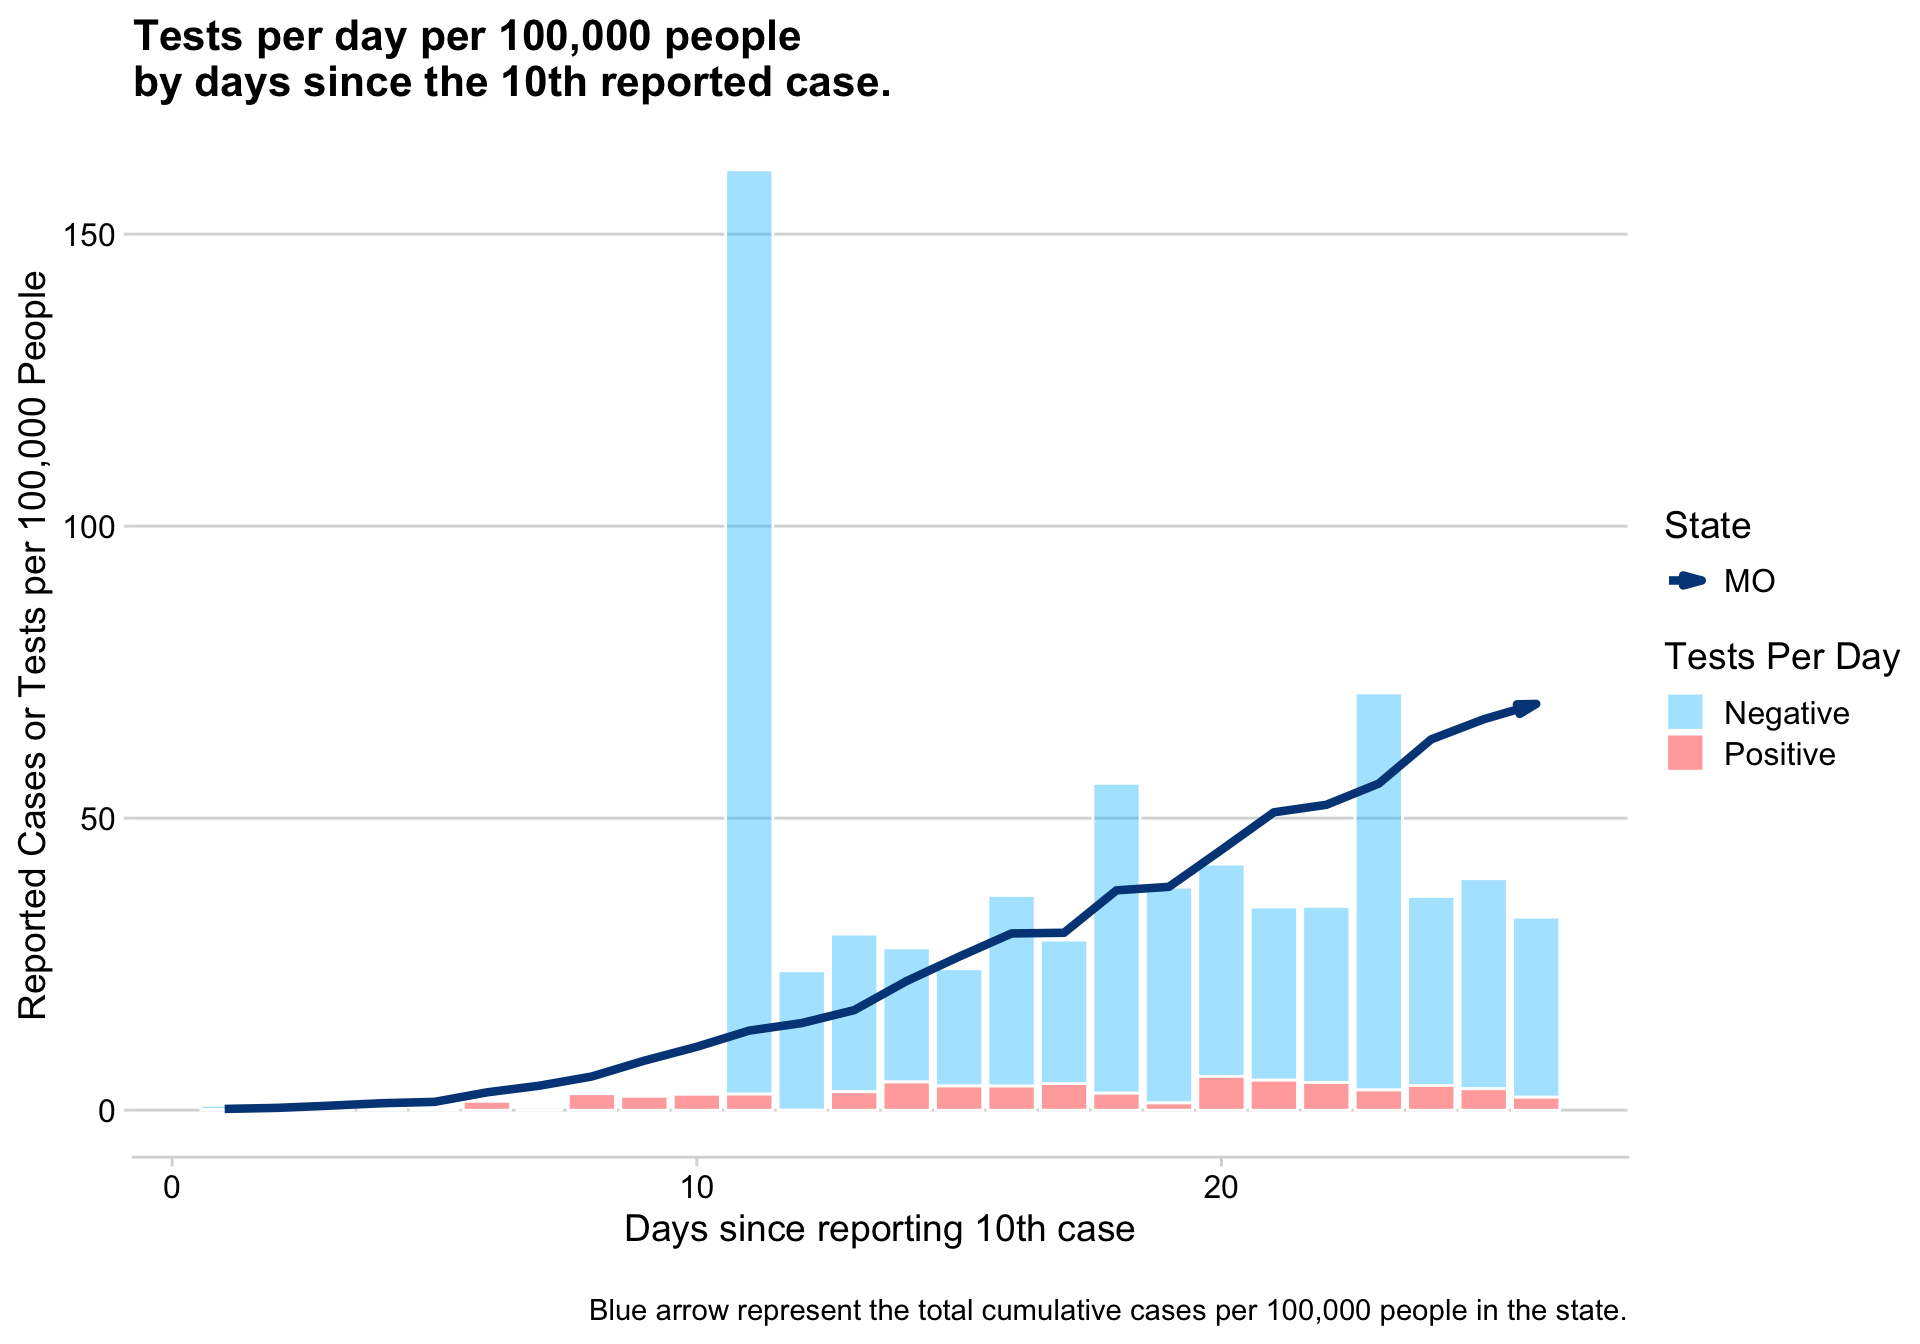 Tests per day per 100,000 people
by days since the 10th reported case.
Reported Cases or Tests per 100,000 People
150
100
50
0
0
10
20
Days since reporting 10th case
State
MO
Tests Per Day
Negative
Positive
Blue arrow represent the total cumulative cases per 100,000 people in the state.